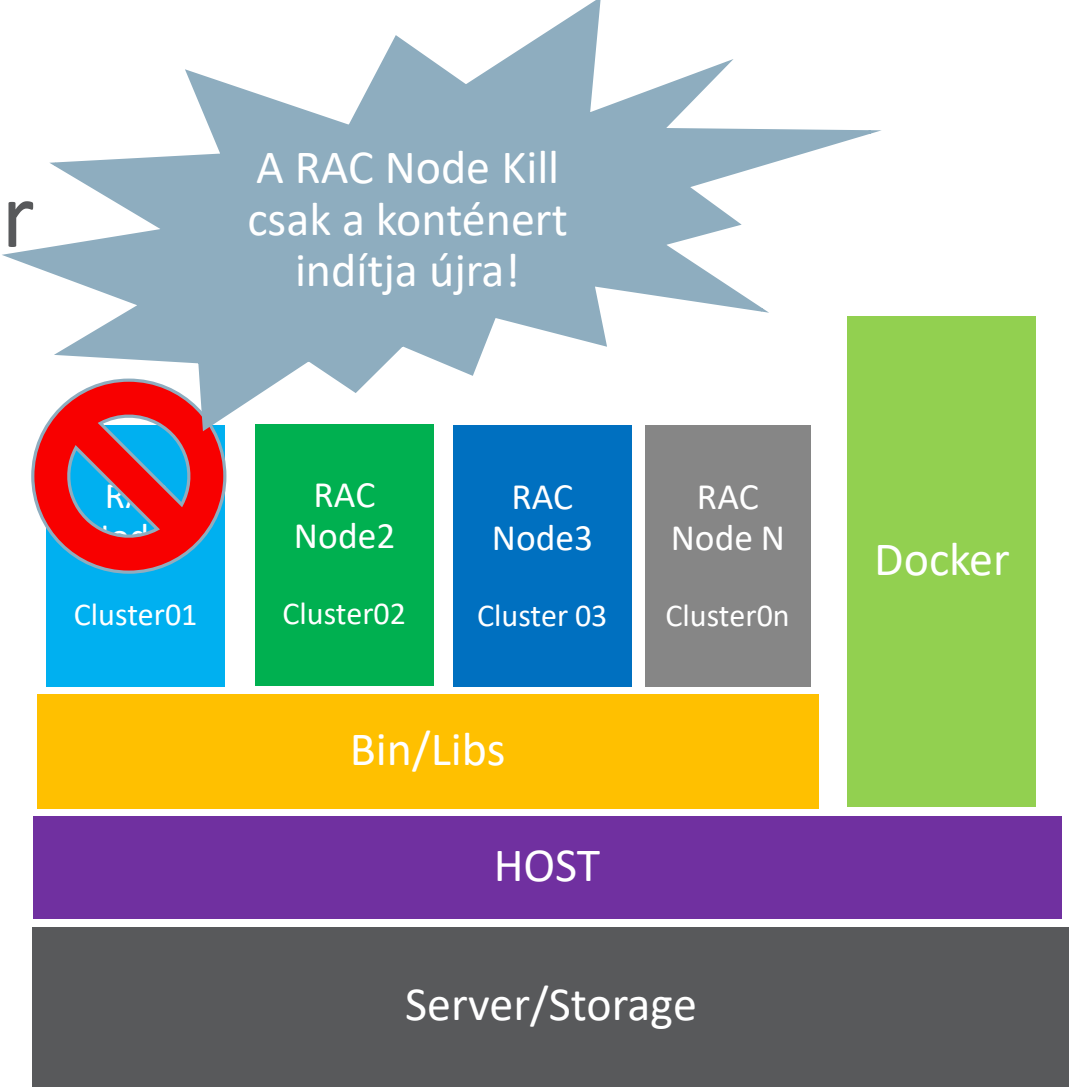 r
A RAC Node Kill
csak a konténert
indítja újra!
Cluster01
RAC
Node2
Cluster02
RAC
Node3
Cluster 03
RAC
Node N
Cluster0n
Docker
Bin/Libs
HOST
Server/Storage